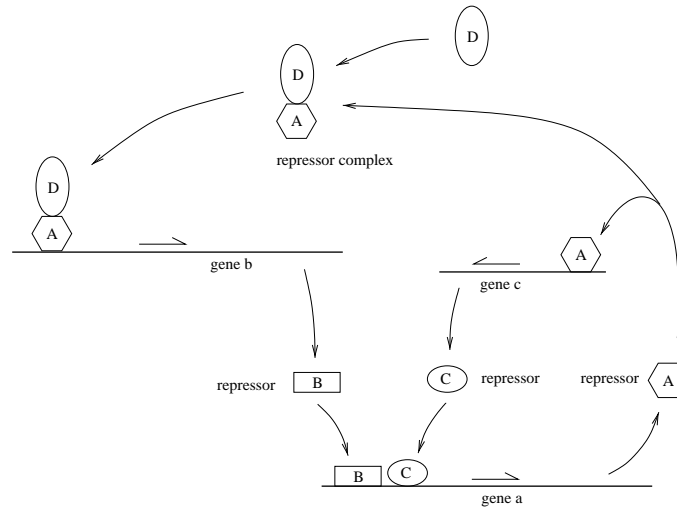 D
D
A
repressor complex
D
A
A
gene b
gene c
repressor
B
C
repressor
repressor
A
B
C
gene a